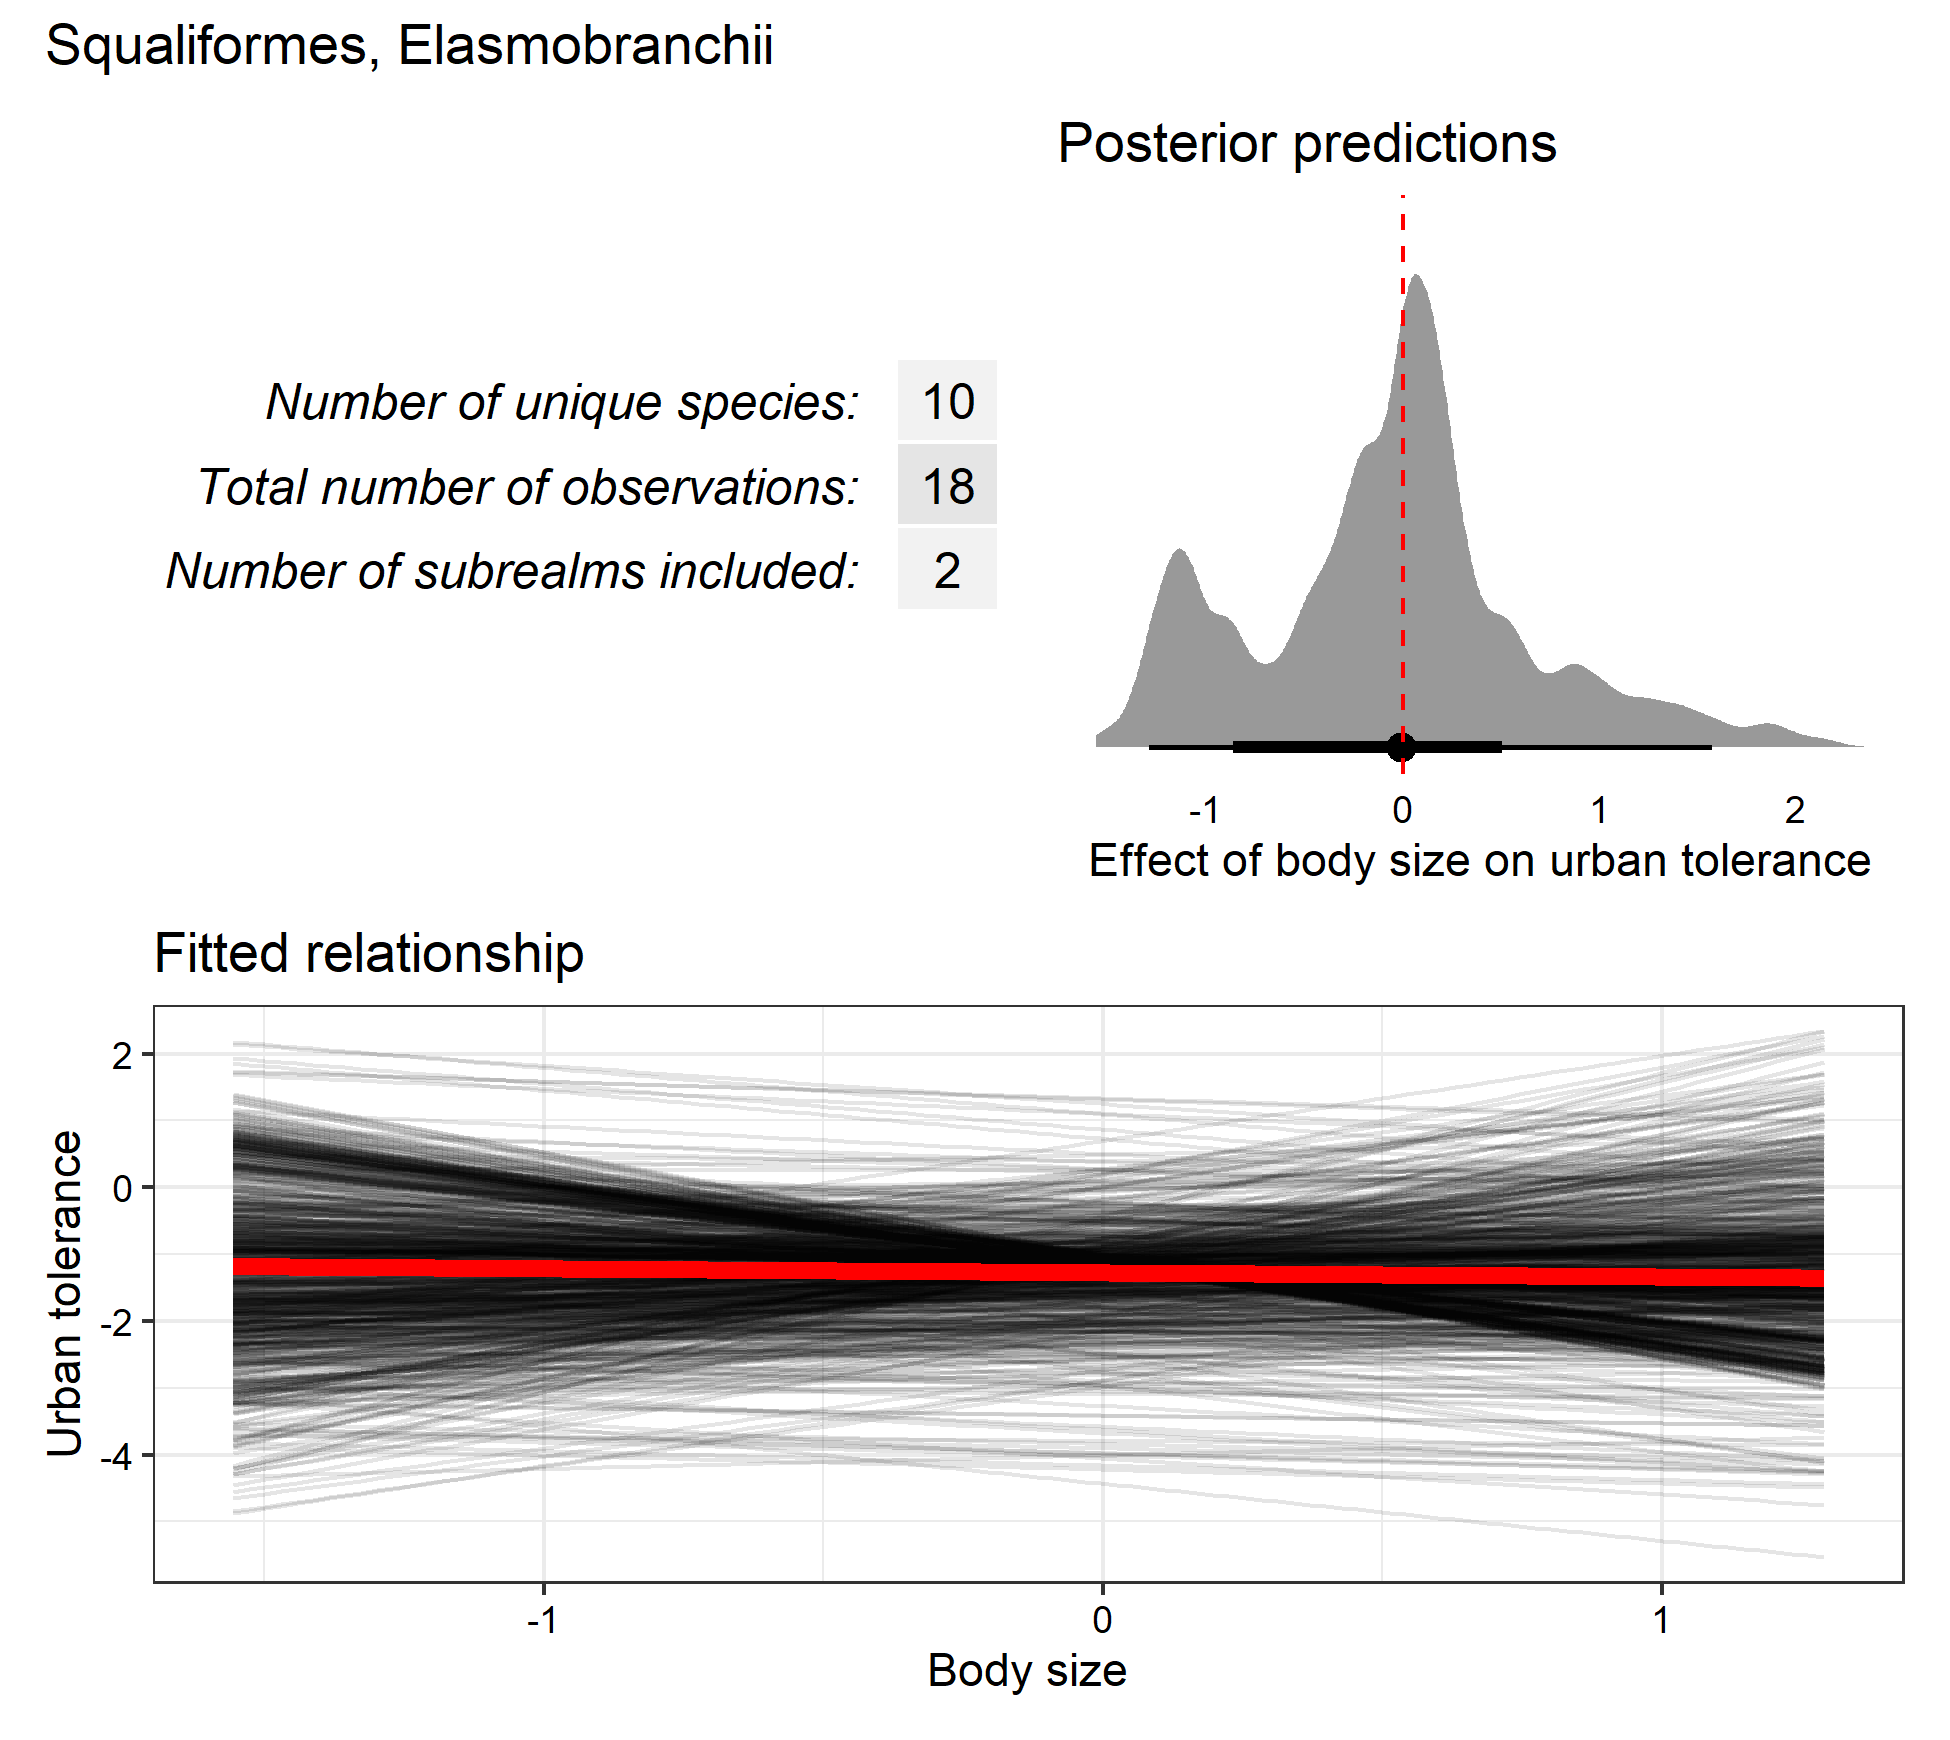 Squaliformes, Elasmobranchii
Posterior predictions
Number of unique species: 10
Total number of observations: 18
Number of subrealms included: 2
-1 0 1 2
Effect of body size on urban tolerance
Fitted relationship
2
0
-2
-4
Urban tolerance
-1 0 1
Body size